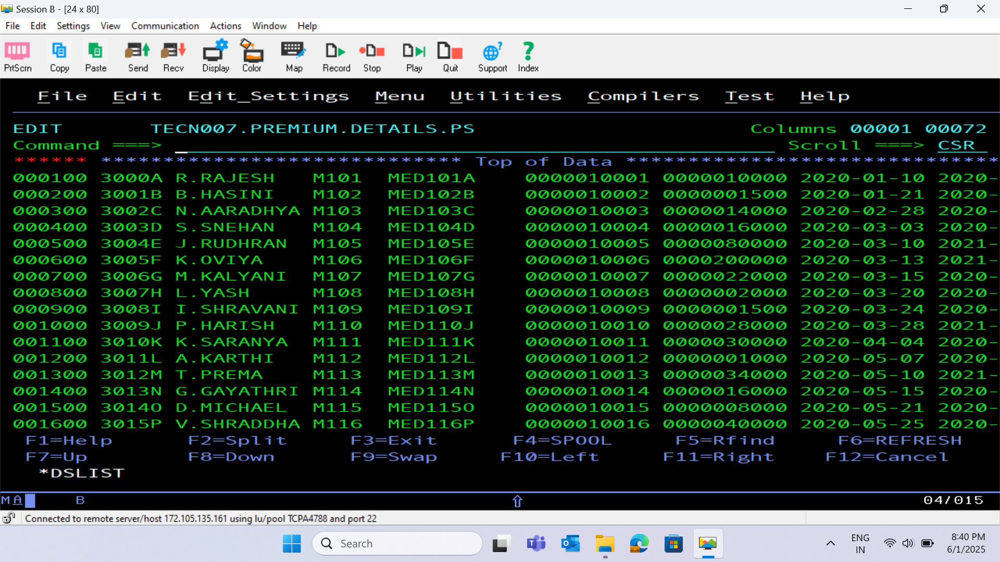 Session B - [24 x 80]
File Edit Settings View Communication Actions Window Help
PrtScrn Copy Paste Send Recv Display Color Map Record Stop Play Quit Support Index
File Edit Edit_Settings Menu Utilities Compilers Test Help
EDIT TECN007.PREMIUM.DETAILS.PS Columns 00001 00072
Command ===> Scroll ===> CSR
****** ***************************** Top of Data ******************************
000100 3000A R.RAJESH M101 MED101A 0000010001 0000010000 2020-01-10 2020-
000200 3001B B.HASINI M102 MED102B 0000010002 0000001500 2020-01-21 2020-
000300 3002C N.AARADHYA M103 MED103C 0000010003 0000014000 2020-02-28 2020-
000400 3003D S.SNEHAN M104 MED104D 0000010004 0000016000 2020-03-03 2020-
000500 3004E J.RUDHRAN M105 MED105E 0000010005 0000080000 2020-03-10 2021-
000600 3005F K.OVIYA M106 MED106F 0000010006 0000200000 2020-03-13 2021-
000700 3006G M.KALYANI M107 MED107G 0000010007 0000022000 2020-03-15 2020-
000800 3007H L.YASH M108 MED108H 0000010008 0000002000 2020-03-20 2020-
000900 3008I I.SHRAVANI M109 MED109I 0000010009 0000001500 2020-03-24 2020-
001000 3009J P.HARISH M110 MED110J 0000010010 0000028000 2020-03-28 2021-
001100 3010K K.SARANYA M111 MED111K 0000010011 0000030000 2020-04-04 2020-
001200 3011L A.KARTHI M112 MED112L 0000010012 0000001000 2020-05-07 2020-
001300 3012M T.PREMA M113 MED113M 0000010013 0000034000 2020-05-10 2021-
001400 3013N G.GAYATHRI M114 MED114N 0000010014 0000016000 2020-05-15 2020-
001500 3014O D.MICHAEL M115 MED115O 0000010015 0000008000 2020-05-21 2020-
001600 3015P V.SHRADDHA M116 MED116P 0000010016 0000040000 2020-05-25 2020-
F1=Help F2=Split F3=Exit F4=SPOOL F5=Rfind F6=REFRESH
F7=Up F8=Down F9=Swap F10=Left F11=Right F12=Cancel
*DSLIST
MA B 04/015
Connected to remote server/host 172.105.135.161 using lu/pool TCPA4788 and port 22
Search ENG IN 8:40 PM
6/1/2025